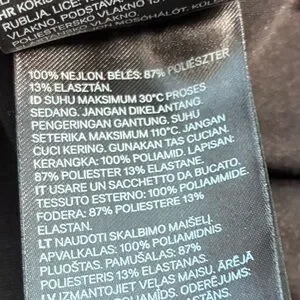 HR KOR
RUBLJA. LICE:
VLAKNO. PODSTAV
POLIESTERSKO VLAKNO 13%
100% NEJLON. BÉLÉS: 87% POLIÉSZTER
13% ELASZTÁN.
ID SUHU MAKSIMUM 30°C PROSES
SEDANG. JANGAN DIKELANTANG
PENGERINGAN GANTUNG. SUHU
SETERIKA MAKSIMUM 110°C. JANGAN
CUCI KERING. GUNAKAN TAS CUCIAN.
KERANGKA: 100% POLIAMID LAPISAN:
87% POLIESTER 13% ELASTANE.
IT USARE UN SACCHETTO DA BUCATO.
TESSUTO ESTERNO: 100% POLIAMMIDE.
FODERA: 87% POLIESTERE 13%
ELASTAN.
LT NAUDOTI SKALBIMO MAIŠELĮ.
APVALKALAS: 100% POLIAMIDNIS
PLUOŠTAS. PAMUŠALAS: 87%
POLIESTERIS 13% ELASTANAS.
LV IZMANTOJIET VEĻAS MAISU. ĀRĒJĀ
ODERĒJUMS: